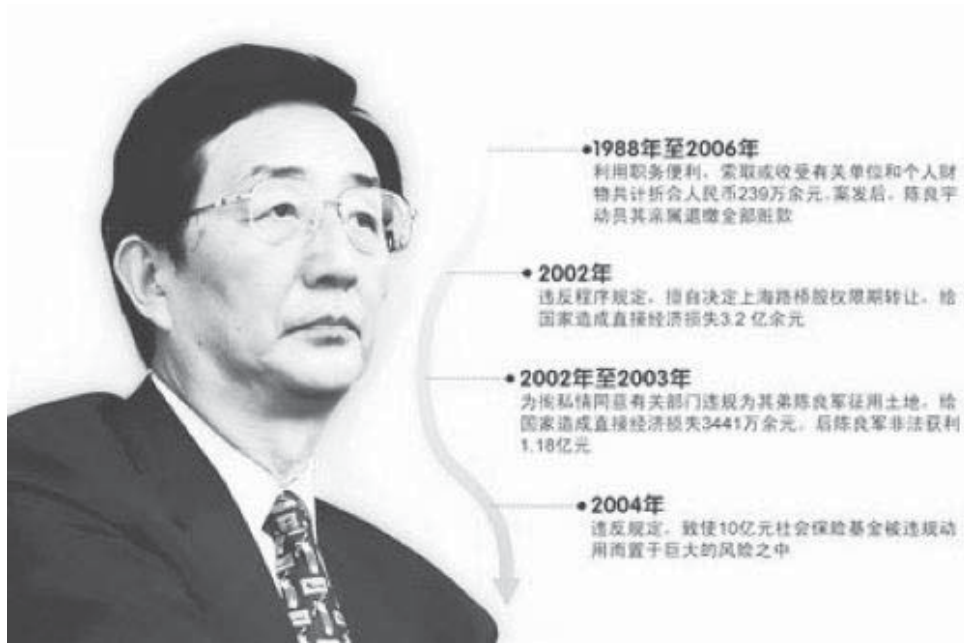 1988年至2006年
利用职务便利，索取或收受有关单位和个人财
物共计折合人民币239万余元，案发后，陈良宇
动员其亲属退缴全部赃款
2002年
违反程序规定，擅自决定上海路桥股权限期转让，给
国家造成直接经济损失3.2 亿余元
2002年至2003年
为徇私情同意有关部门违规为其弟陈良军征用土地，给
国家造成直接经济损失3441万余元，后陈良军非法获利
1.18亿元
2004年
违反规定，致使10亿元社会保险基金被违规动
用而置于巨大的风险之中